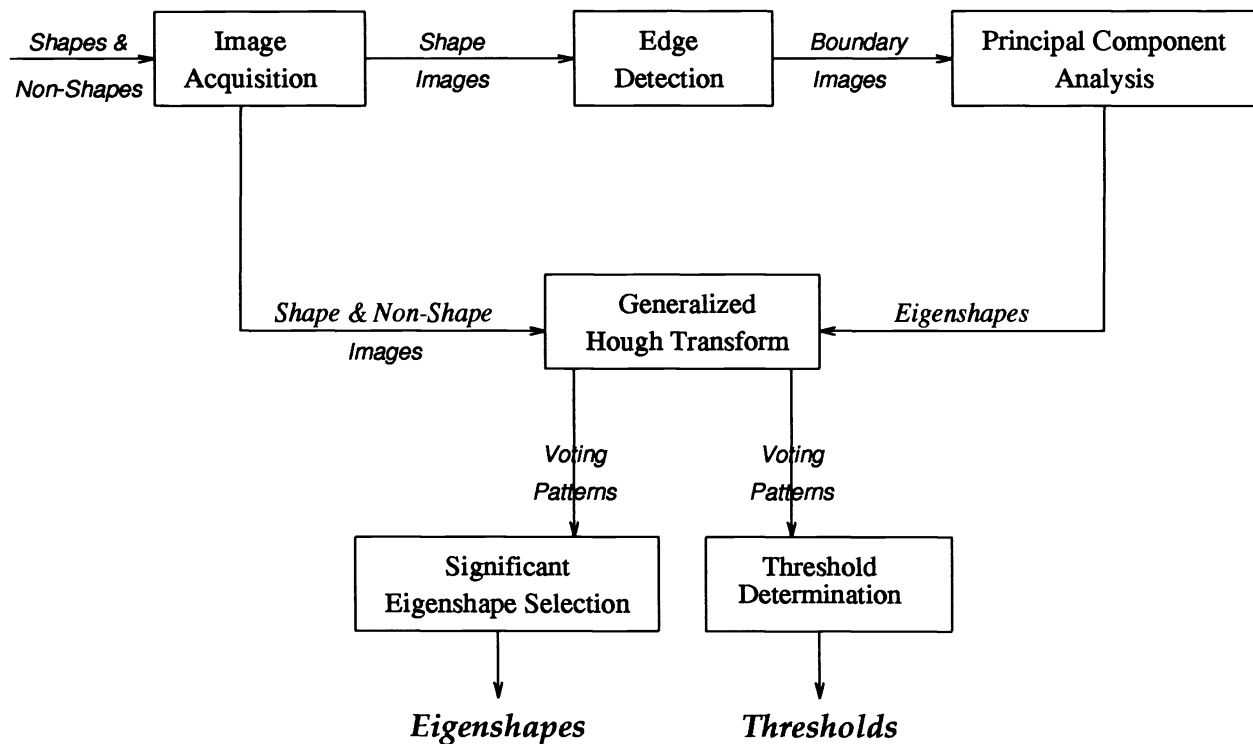 Shapes &
Non-Shapes
Image
Acquisition
Shape
Images
Edge
Detection
Boundary
Images
Principal Component
Analysis
Shape & Non-Shape
Images
Generalized
Hough Transform
Eigenshapes
Voting
Patterns
Voting
Patterns
Significant
Eigenshape Selection
Threshold
Determination
Eigenshapes
Thresholds